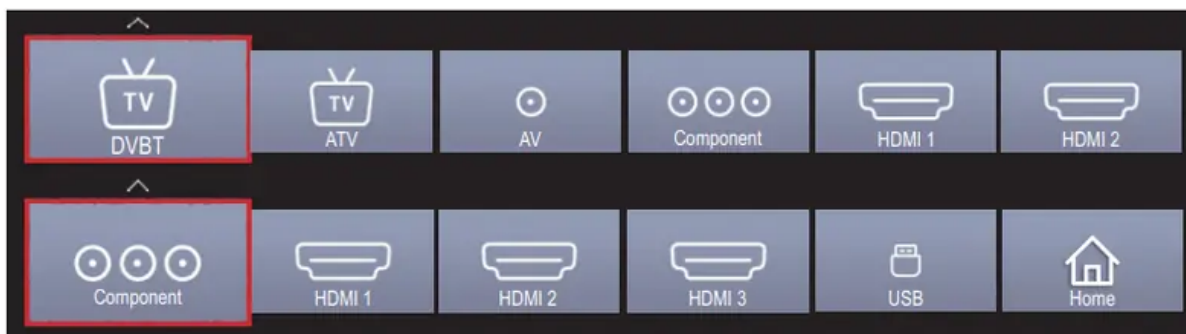 TV TV
DVBT ATV AV Component HDMI 1 HDMI 2
Component HDMI 1 HDMI 2 HDMI 3 USB Home